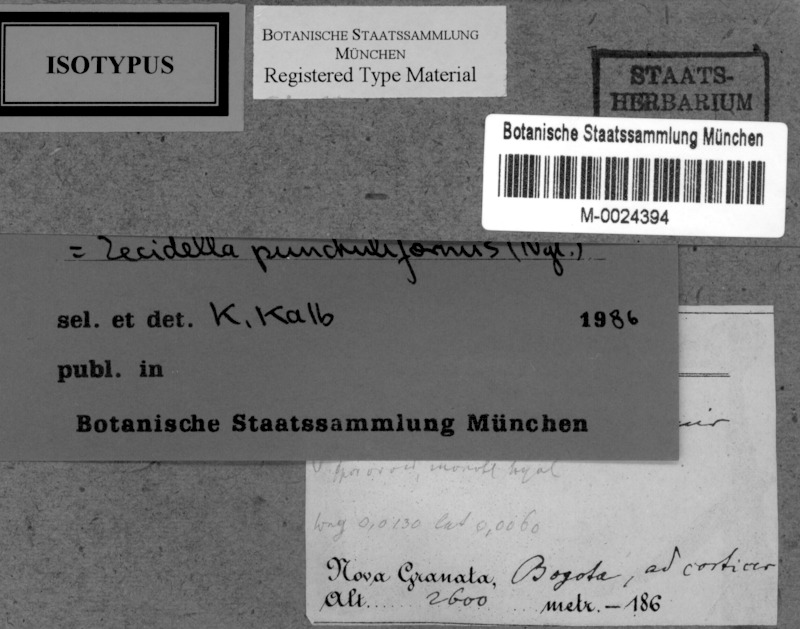 ISOTYPUS
BOTANISCHE STAATSSAMMLUNG
MÜNCHEN
Registered Type Material
STAATS-
HERBARIUM
Botanische Staatssammlung München
M-0024394
= Lecidella punctuliformis (Nyl.)
sel. et det. K. Kalb 1986
publ. in
Botanische Staatssammlung München
long 0,0130 lat 0,0060
Nova Granata, Bogota, ad cortices
Alt. 2600 metr. - 186